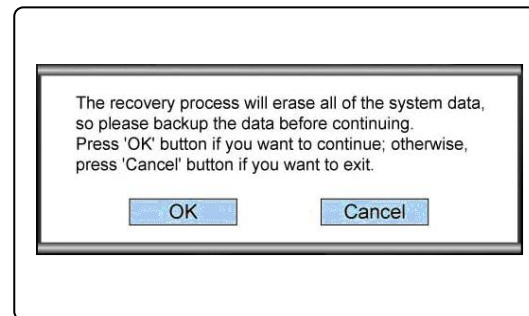 The recovery process will erase all of the system data,
so please backup the data before continuing.
Press 'OK' button if you want to continue; otherwise,
press 'Cancel' button if you want to exit.
OK Cancel